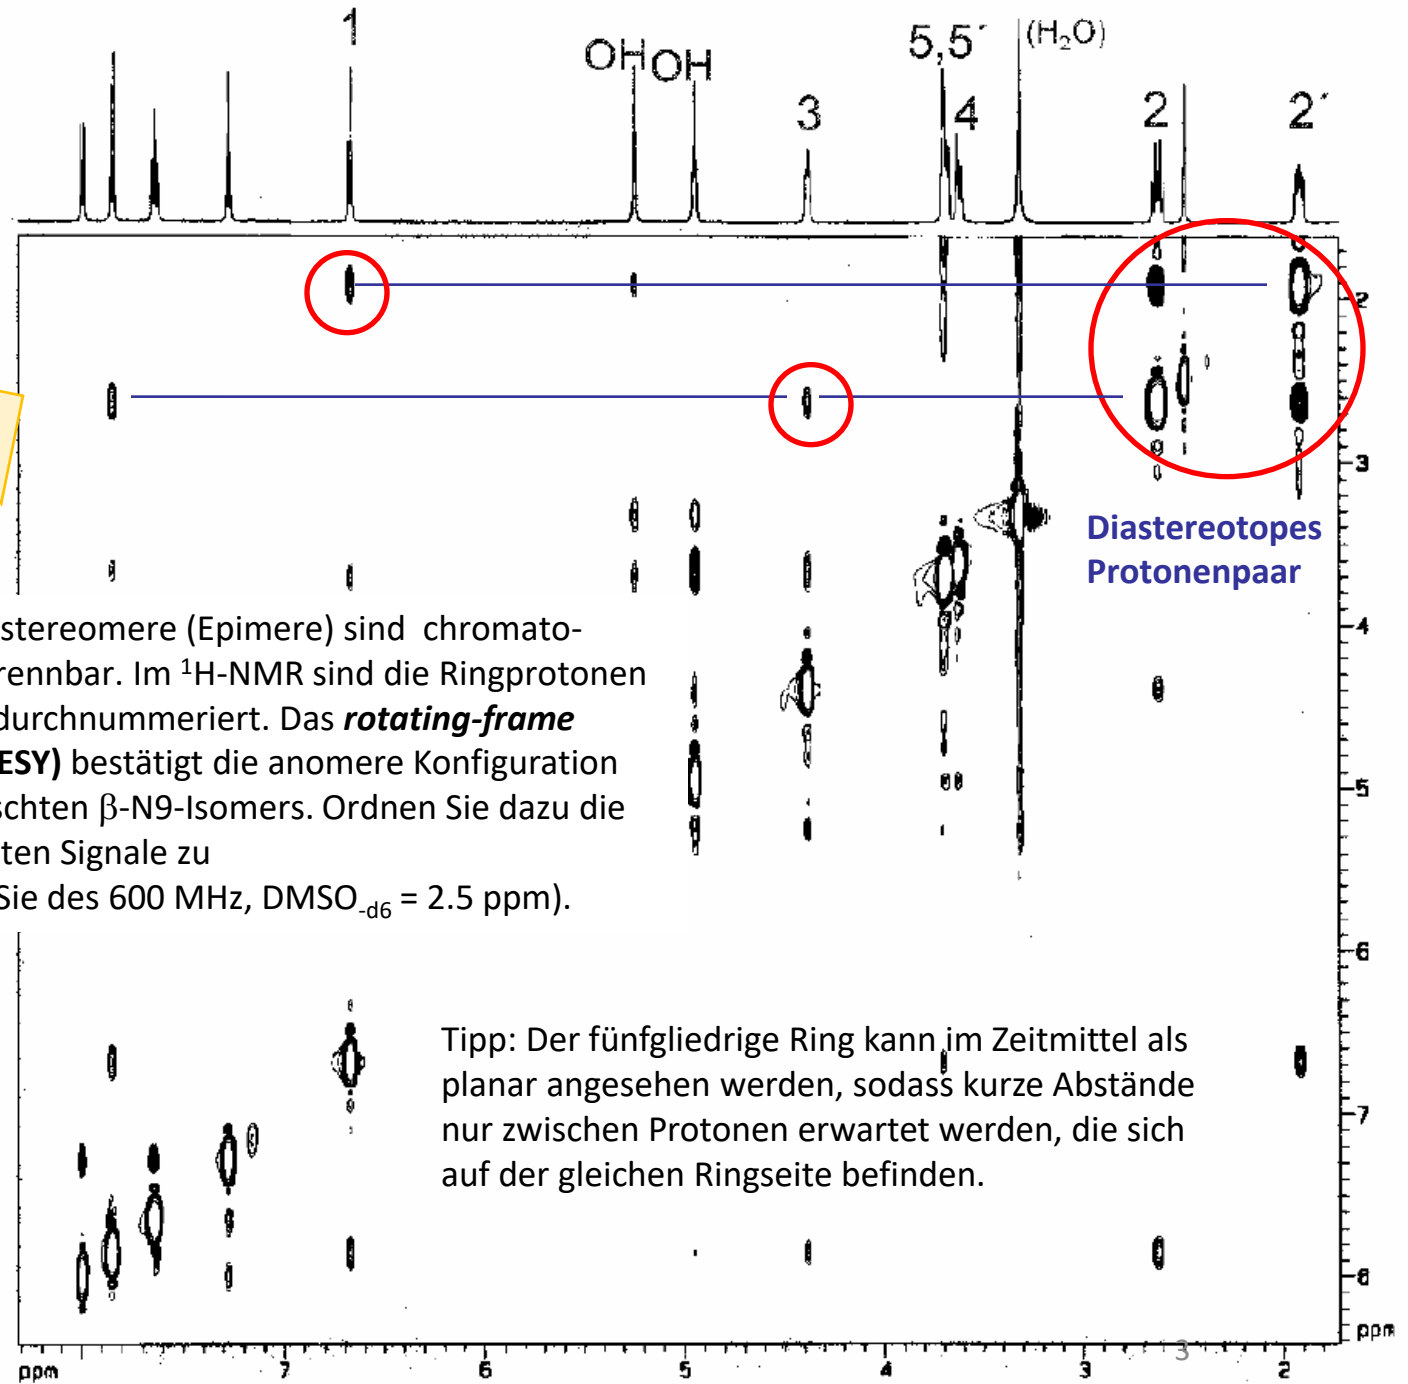 1
OH OH
5,5´
(H₂O)
3
4
2
2´
2
3
Diastereotopes
Protonenpaar
4
stereomere (Epimere) sind chromato-
rennbar. Im ¹H-NMR sind die Ringprotonen
durchnummeriert. Das rotating-frame
ESY) bestätigt die anomere Konfiguration
schten β-N9-Isomers. Ordnen Sie dazu die
ten Signale zu
Sie des 600 MHz, DMSO-d6 = 2.5 ppm).
5
6
Tipp: Der fünfgliedrige Ring kann im Zeitmittel als
planar angesehen werden, sodass kurze Abstände
nur zwischen Protonen erwartet werden, die sich
auf der gleichen Ringseite befinden.
7
8
ppm
3
ppm 7 6 5 4 3 2